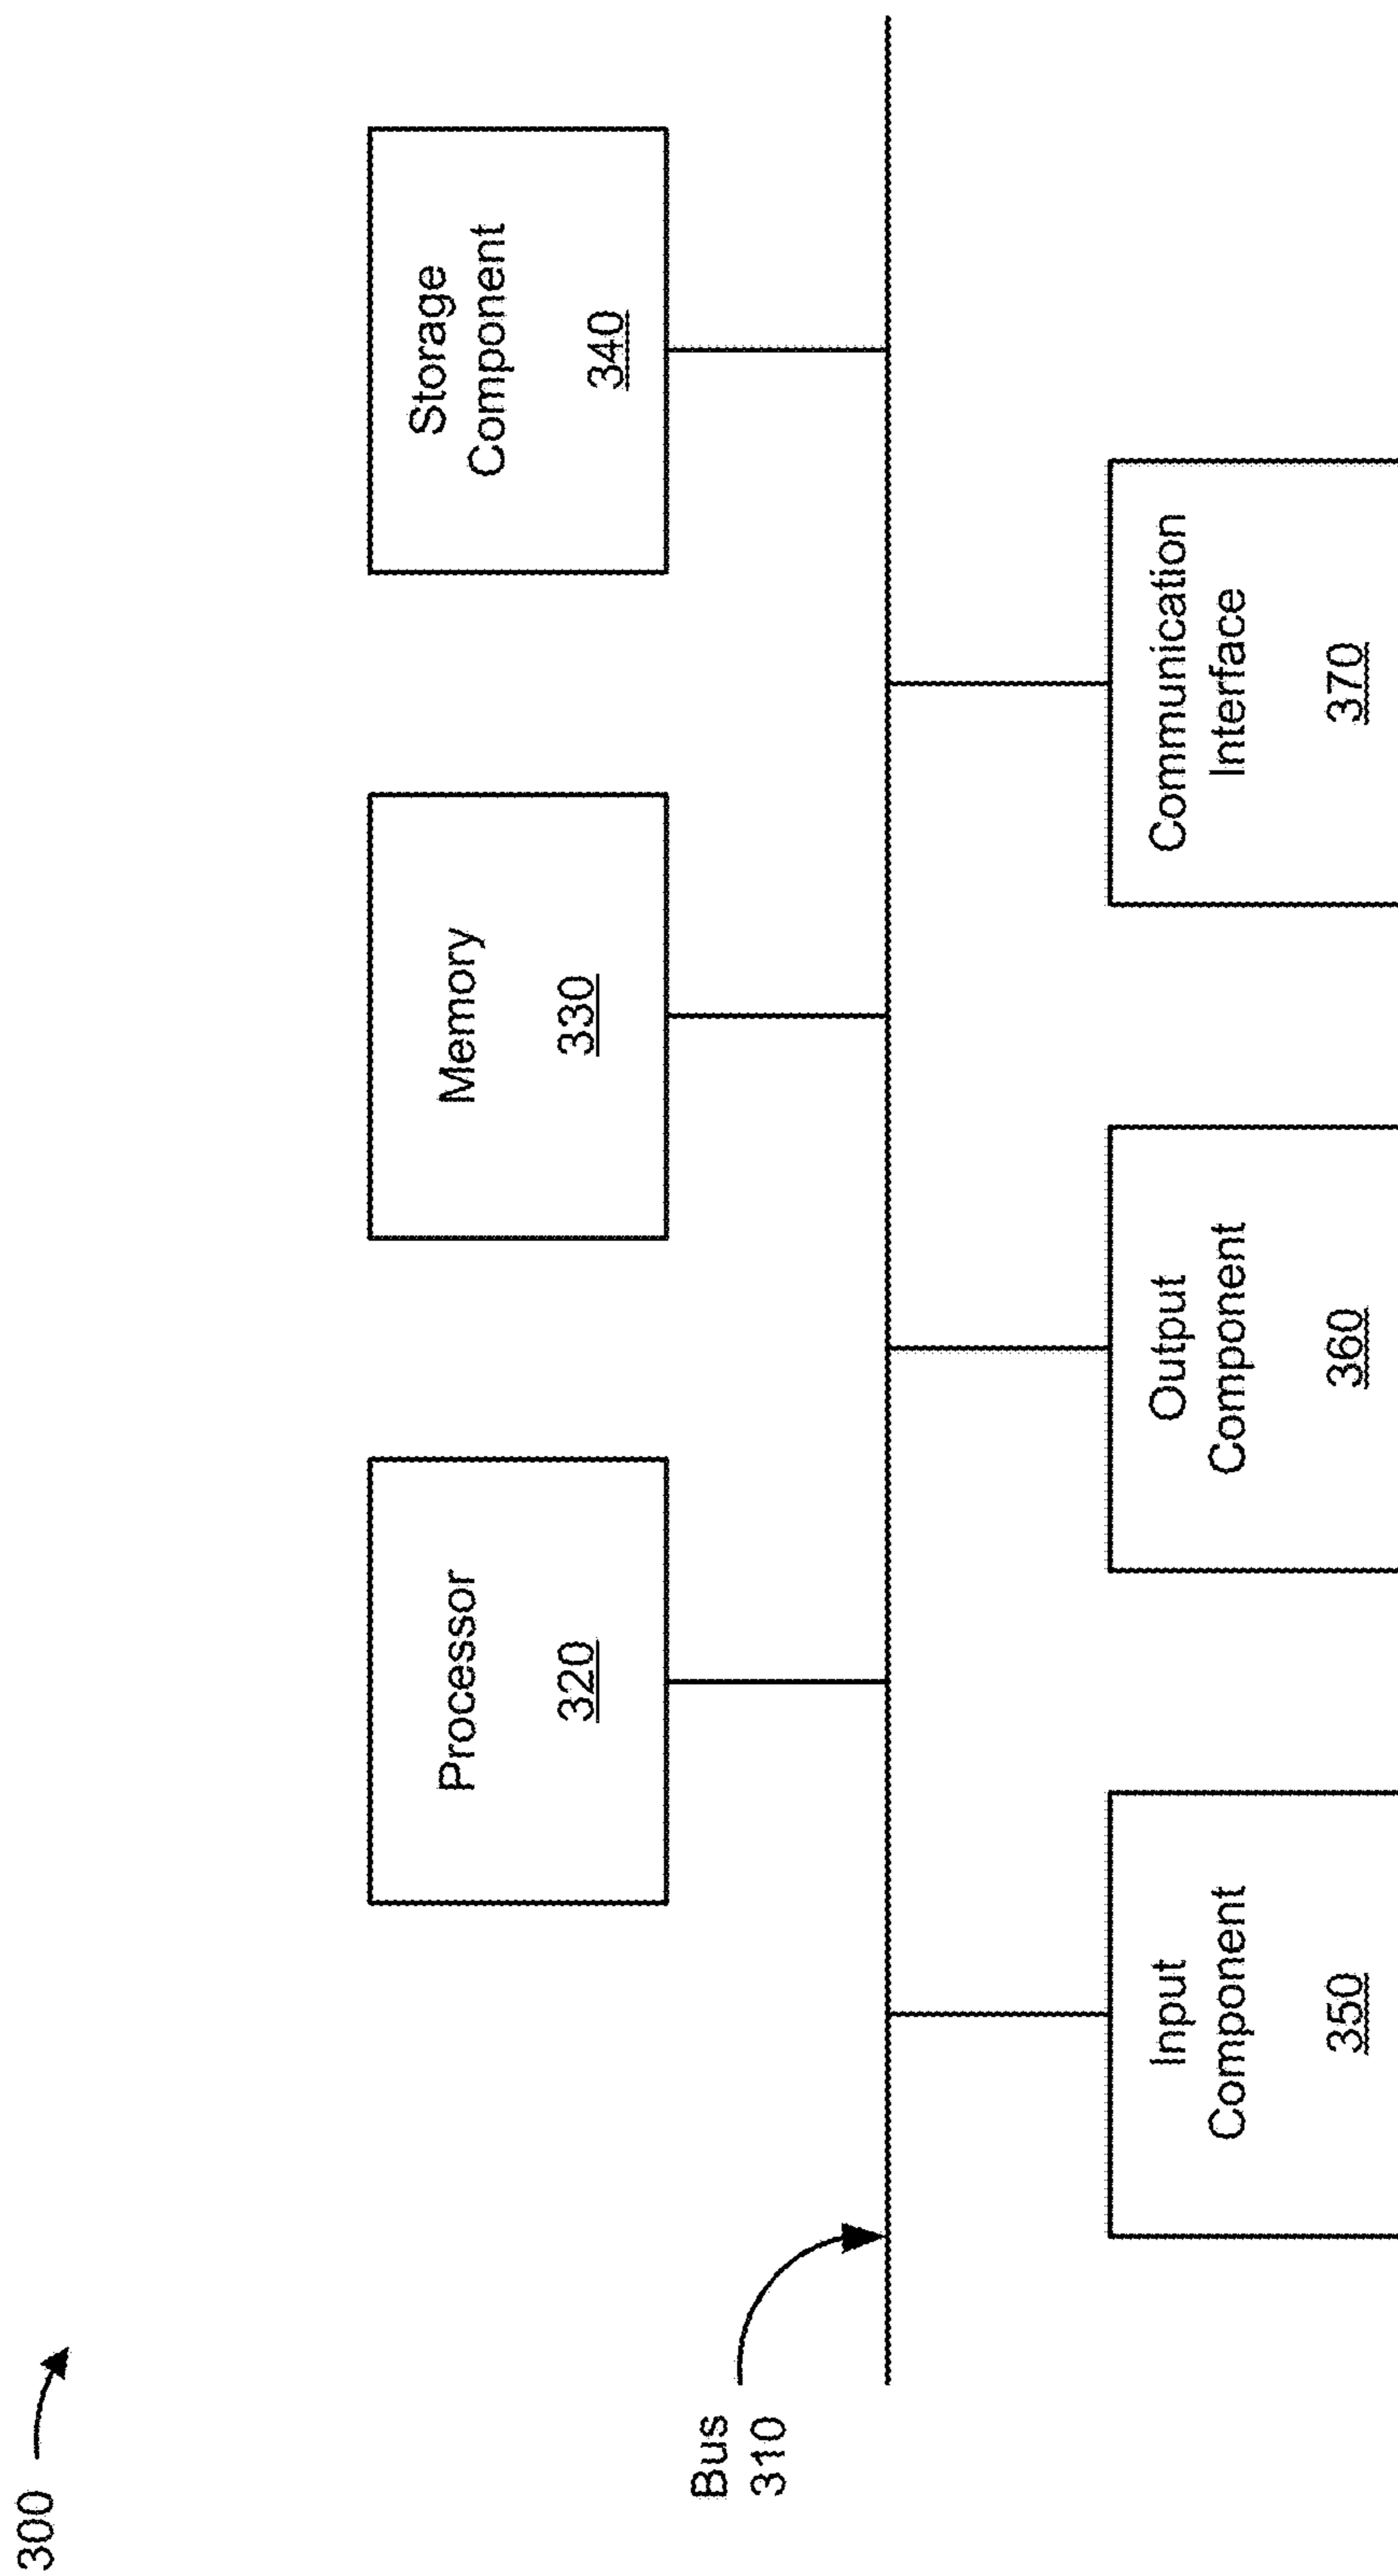 300
Bus
310
Processor
320
Memory
330
Storage
Component
340
Input
Component
350
Output
Component
360
Communication
Interface
370